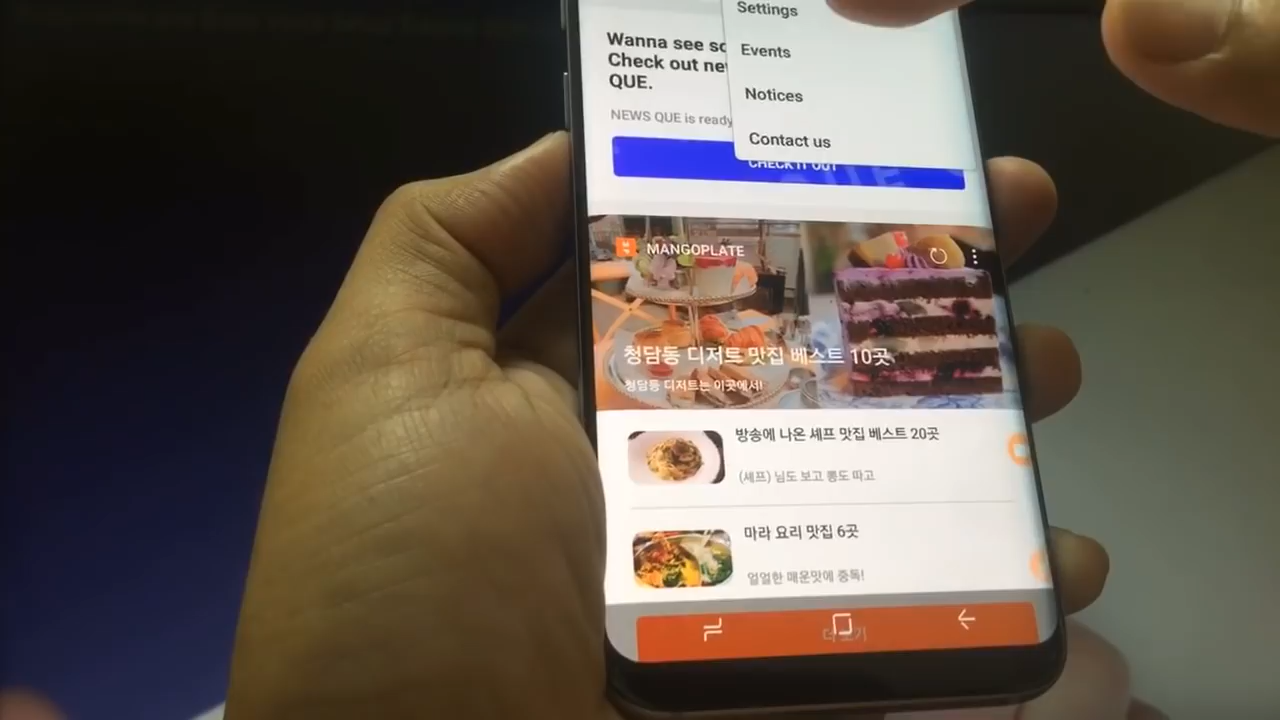 Settings
Events
Notices
Contact us
Wanna see
Check out
QUE.
NEWS QUE is ready
CHECK IT OUT
QUE
MANGOPLATE
청담동 디저트 맛집 베스트 10곳
청담동 디저트는 이곳에서!
방송에 나온 셰프 맛집 베스트 20곳
(셰프) 님도 보고 뽕도 따고
마라 요리 맛집 6곳
얼얼한 매운맛에 중독!